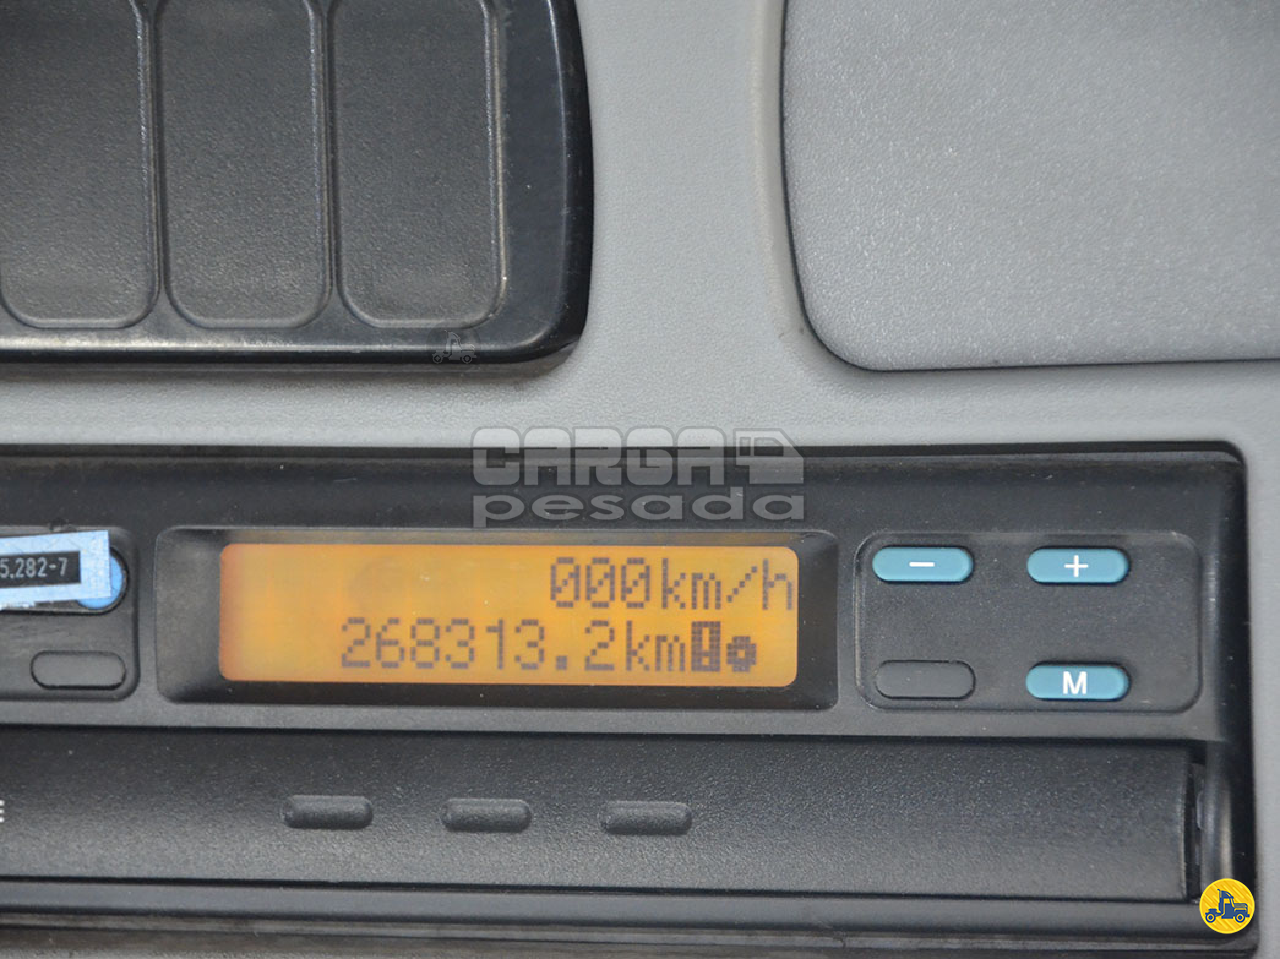 CARGA
pesada
5.282-7
000km/h
268313.2km
−
+
M
E